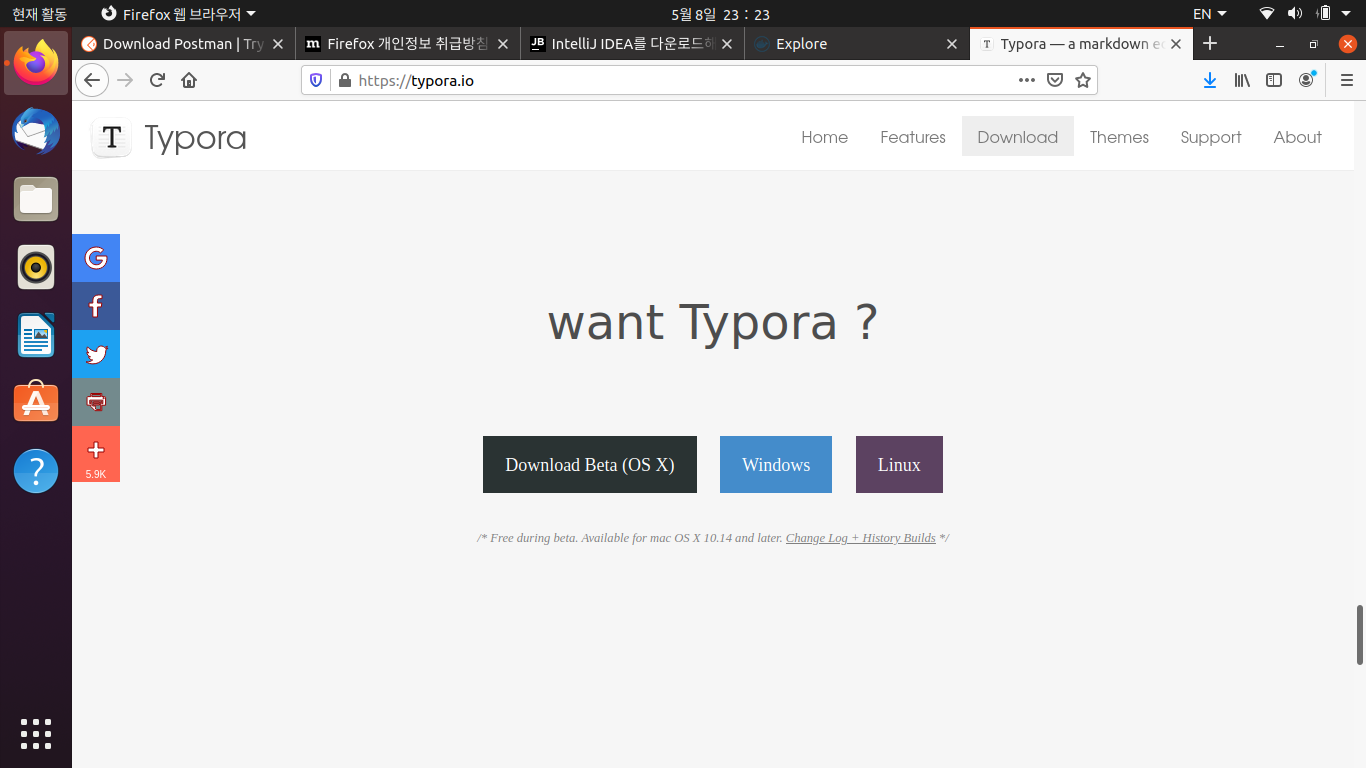 현재 활동
Firefox 웹 브라우저
5월 8일 23 : 23
EN
Download Postman | Try
Firefox 개인정보 취급방침
JB
IntelliJ IDEA를 다운로드해
Explore
T
Typora — a markdown ed
https://typora.io
T
Typora
Home
Features
Download
Themes
Support
About
want Typora ?
5.9K
Download Beta (OS X)
Windows
Linux
/* Free during beta. Available for mac OS X 10.14 and later. Change Log + History Builds */